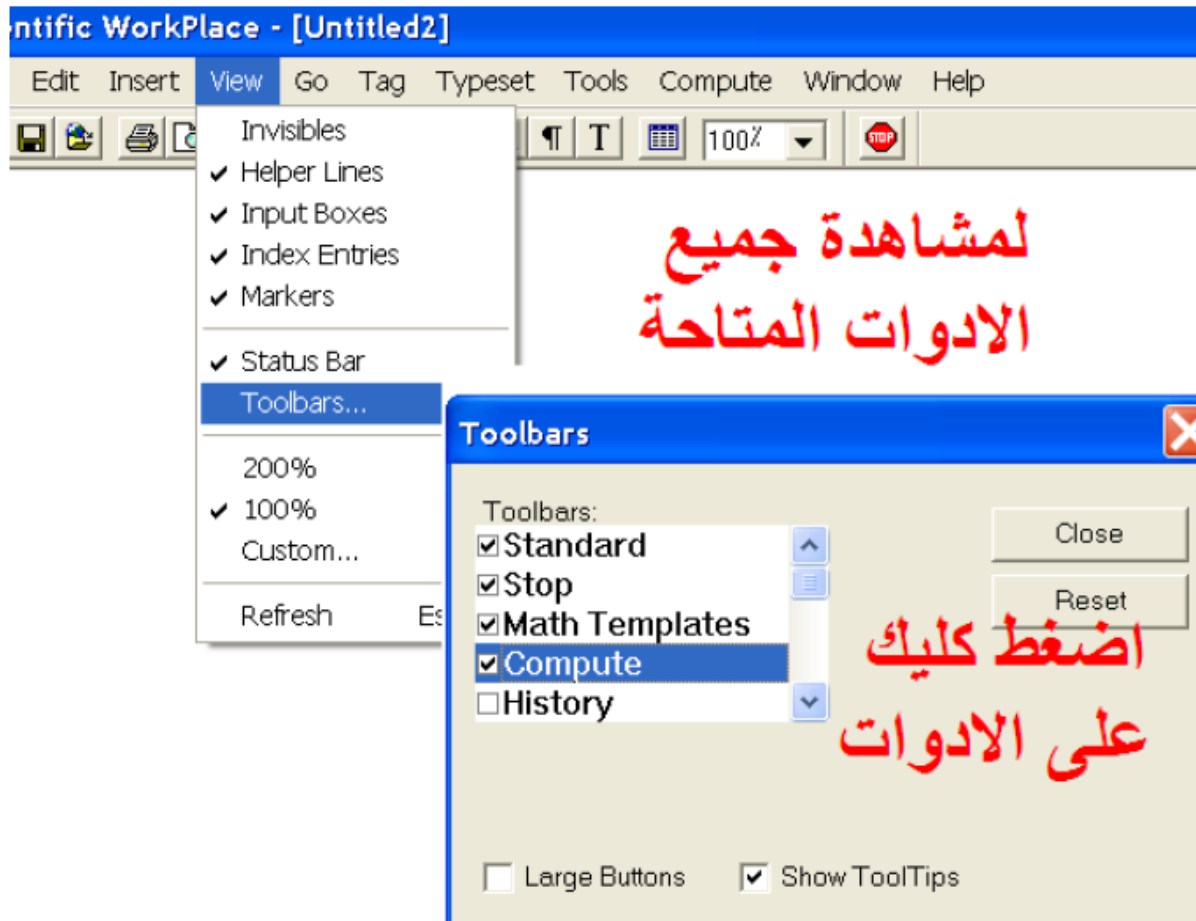 ntific WorkPlace - [Untitled2]
Edit Insert View Go Tag Typeset Tools Compute Window Help
¶ T 100% STOP
Invisibles
✓ Helper Lines
✓ Input Boxes
✓ Index Entries
✓ Markers
✓ Status Bar
Toolbars...
200%
✓ 100%
Custom...
Refresh Es
لمشاهدة جميع
الادوات المتاحة
Toolbars
Toolbars:
Standard
Stop
Math Templates
Compute
History
Close
Reset
اضغط كليك
على الادوات
Large Buttons Show ToolTips